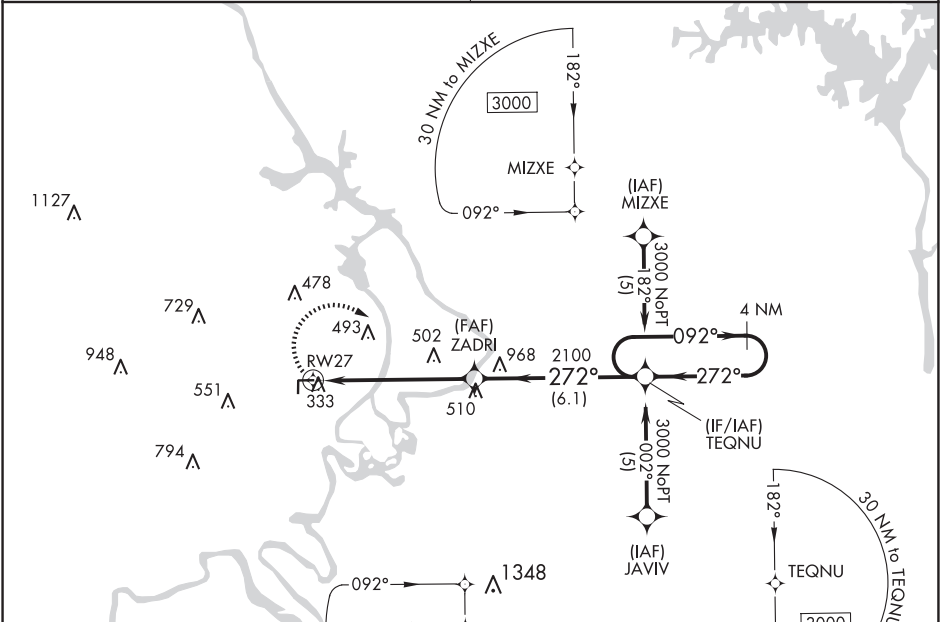 30 NM to MIZXE
182°
3000
MIZXE
092°
1127
(IAF)
MIZXE
3000 NoPT
182°
(5)
4 NM
092°
478
729
493
502
(FAF)
ZADRI
968
2100
272°
(6.1)
272°
948
RW27
333
551
510
(IF/IAF)
TEQNU
794
3000 NoPT
002°
(5)
(IAF)
JAVIV
182°
30 NM to TEQNU
TEQNU
092°
1348
3000